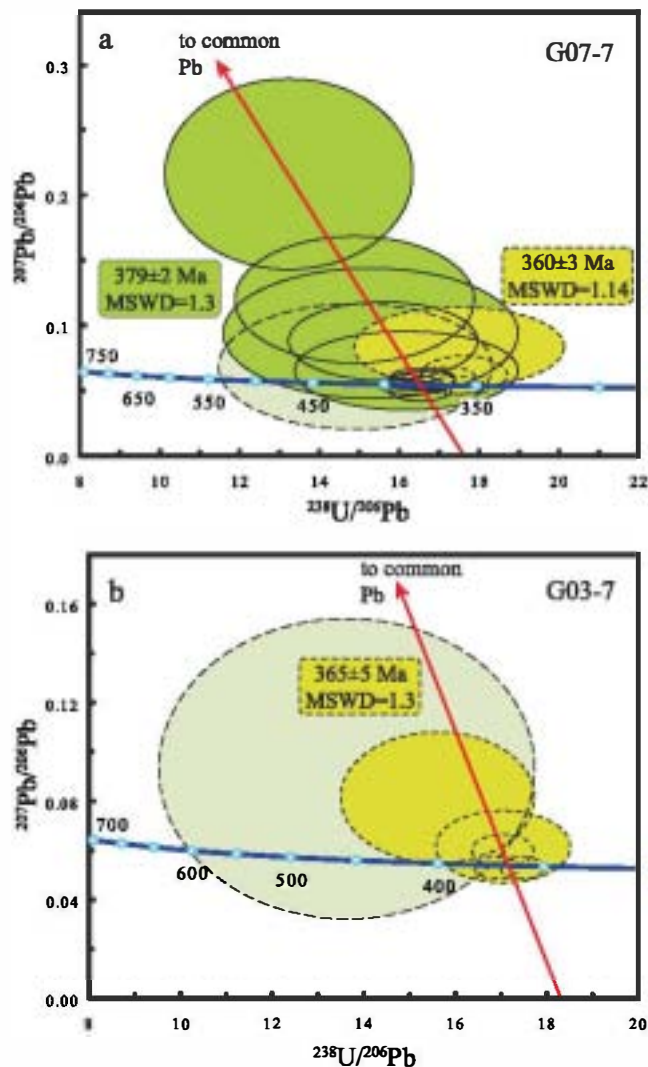 a
to common
Pb
G07-7
0.3
0.2
0.1
0.0
²⁰⁷Pb/²⁰⁶Pb
379±2 Ma
MSWD=1.3
360±3 Ma
MSWD=1.14
750
650
550
450
350
8 10 12 14 16 18 20 22
²³⁸U/²⁰⁶Pb
b
to common
Pb
G03-7
0.16
0.12
0.08
0.04
0.00
²⁰⁷Pb/²⁰⁶Pb
365±5 Ma
MSWD=1.3
700
600
500
400
8 10 12 14 16 18 20
²³⁸U/²⁰⁶Pb